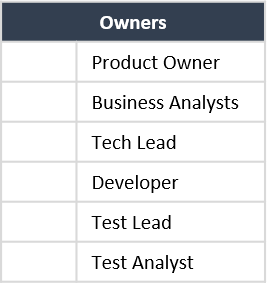 Owners
Product Owner
Business Analysts
Tech Lead
Developer
Test Lead
Test Analyst